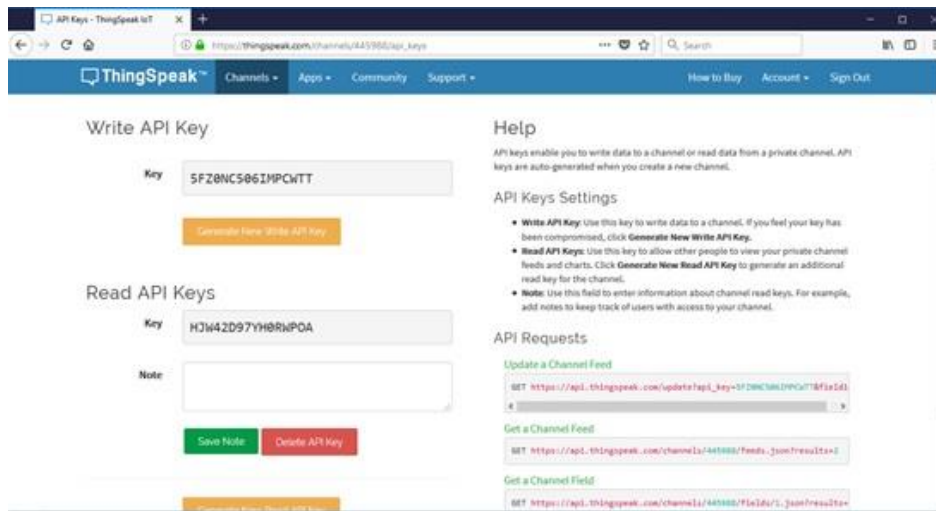 API Keys - ThingSpeak IoT
https://thingspeak.com/channels/445988/api_keys
Search
ThingSpeak™ Channels Apps Community Support How to Buy Account Sign Out
Write API Key
Key
5FZ0NC506IMPCWTT
Generate New Write API Key
Read API Keys
Key
HJW42D97YH0RWPOA
Note
Save Note Delete API Key
Help
API keys enable you to write data to a channel or read data from a private channel. API
keys are auto-generated when you create a new channel.
API Keys Settings
Write API Key: Use this key to write data to a channel. If you feel your key has
been compromised, click Generate New Write API Key.
Read API Keys: Use this key to allow other people to view your private channel
feeds and charts. Click Generate New Read API Key to generate an additional
read key for the channel.
Note: Use this field to enter information about channel read keys. For example,
add notes to keep track of users with access to your channel.
API Requests
Update a Channel Feed
GET https://api.thingspeak.com/update?api_key=5FZ0NC506IMPCWTT&field1
Get a Channel Feed
GET https://api.thingspeak.com/channels/445988/feeds.json?results=2
Get a Channel Field
GET https://api.thingspeak.com/channels/445988/fields/1.json?results=